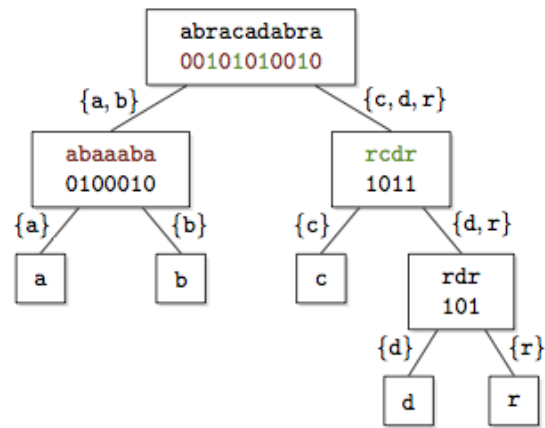 abracadabra
00101010010
{a, b}
{c, d, r}
abaaaba
0100010
rcdr
1011
{a}
{b}
{c}
{d, r}
a
b
c
rdr
101
{d}
{r}
d
r